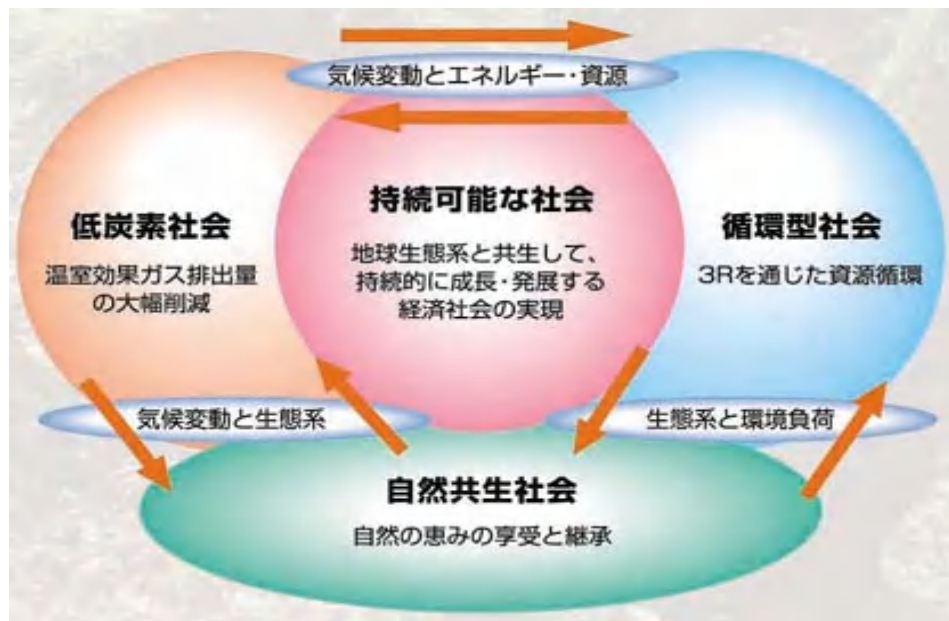 気候変動とエネルギー・資源
低炭素社会
温室効果ガス排出量
の大幅削減
持続可能な社会
地球生態系と共生して、
持続的に成長・発展する
経済社会の実現
循環型社会
3Rを通じた資源循環
気候変動と生態系
生態系と環境負荷
自然共生社会
自然の恵みの享受と継承